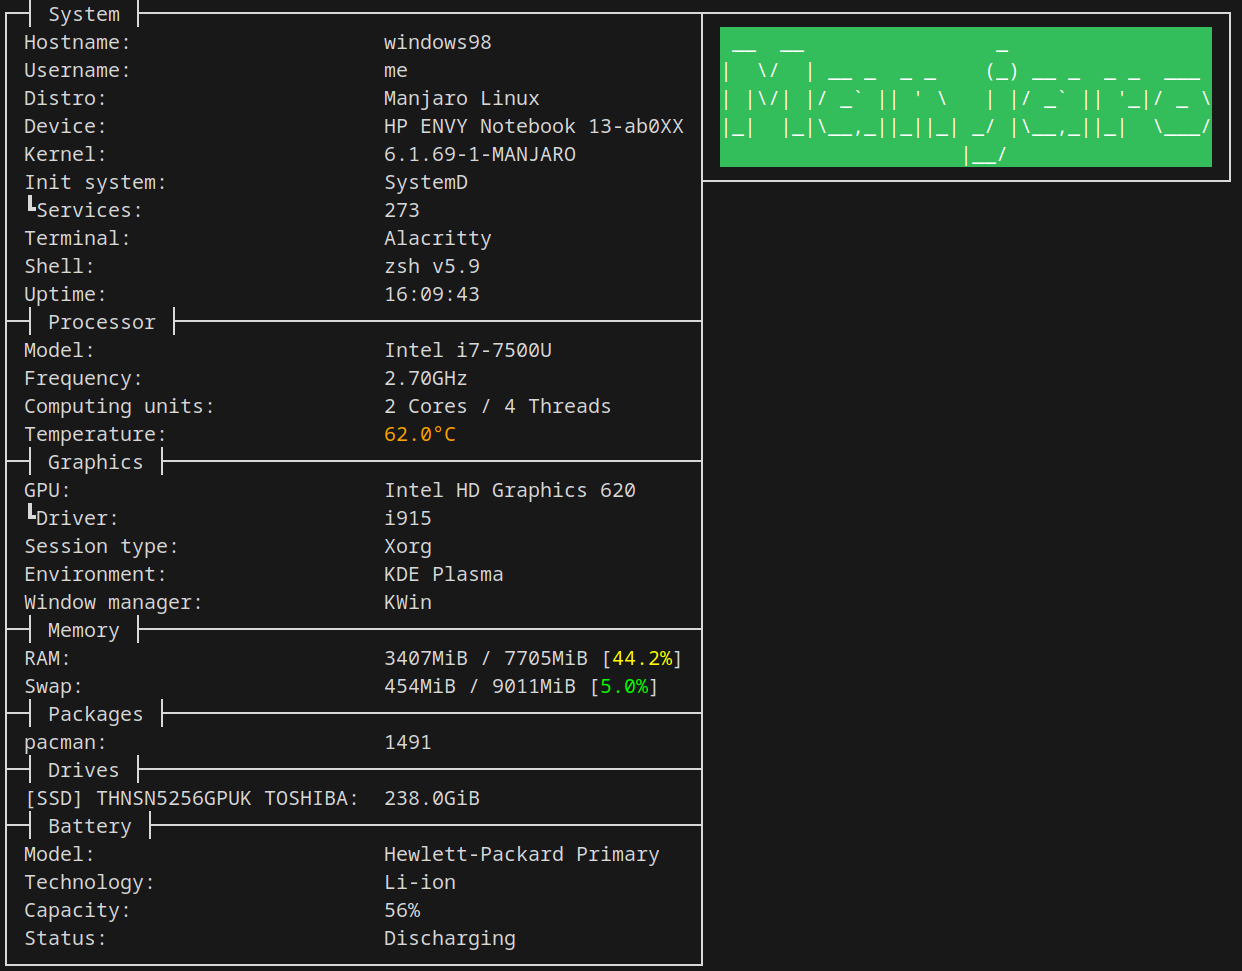 System
Hostname: windows98
Username: me
Distro: Manjaro Linux
Device: HP ENVY Notebook 13-ab0XX
Kernel: 6.1.69-1-MANJARO
Init system: SystemD
┗Services: 273
Terminal: Alacritty
Shell: zsh v5.9
Uptime: 16:09:43
Processor
Model: Intel i7-7500U
Frequency: 2.70GHz
Computing units: 2 Cores / 4 Threads
Temperature: 62.0°C
Graphics
GPU: Intel HD Graphics 620
┗Driver: i915
Session type: Xorg
Environment: KDE Plasma
Window manager: KWin
Memory
RAM: 3407MiB / 7705MiB [44.2%]
Swap: 454MiB / 9011MiB [5.0%]
Packages
pacman: 1491
Drives
[SSD] THNSN5256GPUK TOSHIBA: 238.0GiB
Battery
Model: Hewlett-Packard Primary
Technology: Li-ion
Capacity: 56%
Status: Discharging
Manjaro